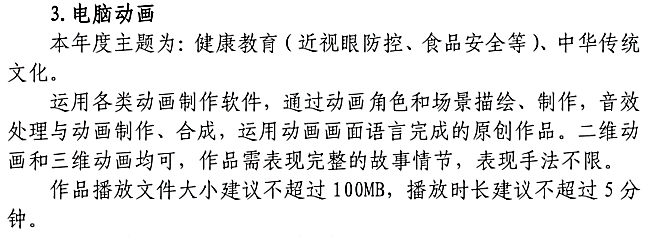 3. 电脑动画
本年度主题为：健康教育（近视眼防控、食品安全等）、中华传统
文化。
运用各类动画制作软件，通过动画角色和场景描绘、制作，音效
处理与动画制作、合成，运用动画画面语言完成的原创作品。二维动
画和三维动画均可，作品需表现完整的故事情节，表现手法不限。
作品播放文件大小建议不超过 100MB，播放时长建议不超过 5 分
钟。